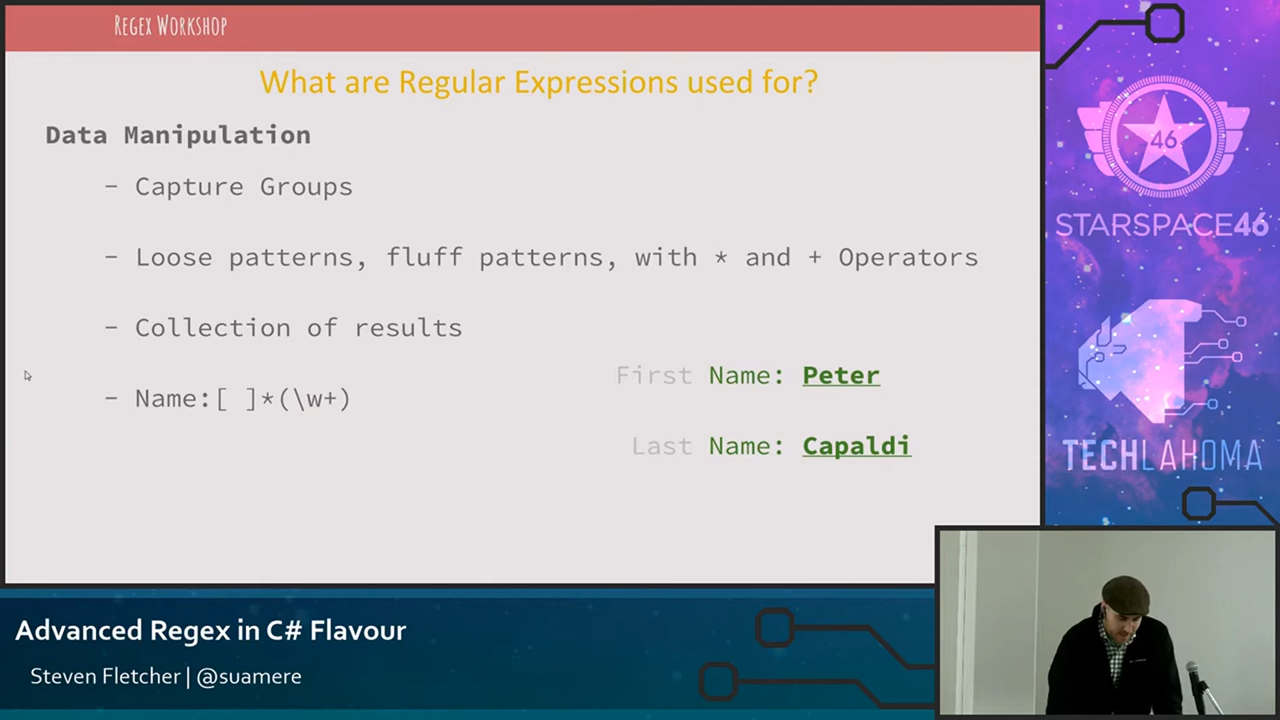 REGEX WORKSHOP
What are Regular Expressions used for?
Data Manipulation
- Capture Groups
- Loose patterns, fluff patterns, with * and + Operators
- Collection of results
First Name: Peter
- Name:[ ]*(\w+)
Last Name: Capaldi
46
STARSPACE46
TECHLAHOMA
Advanced Regex in C# Flavour
Steven Fletcher | @suamere